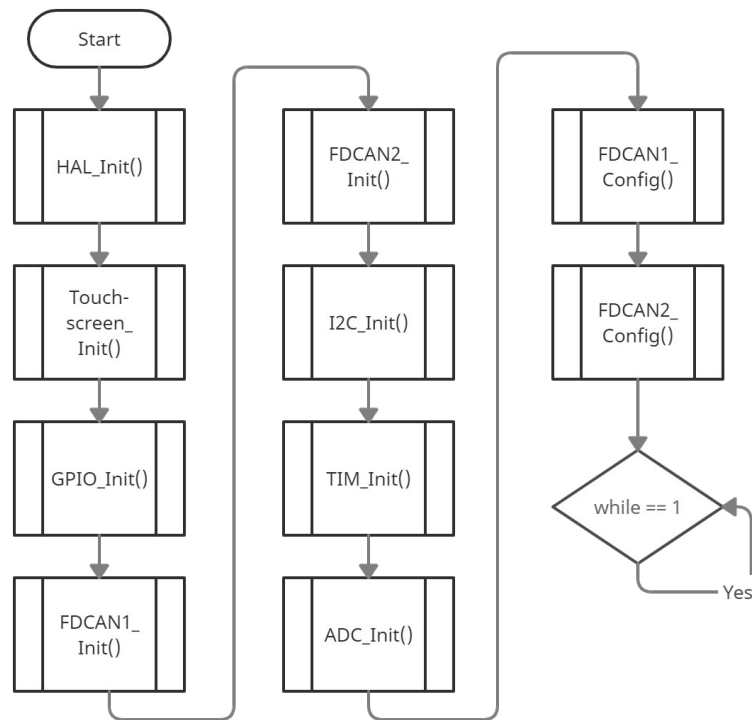 Start
HAL_Init()
Touch-
screen_
Init()
GPIO_Init()
FDCAN1_
Init()
FDCAN2_
Init()
I2C_Init()
TIM_Init()
ADC_Init()
FDCAN1_
Config()
FDCAN2_
Config()
while == 1
Yes